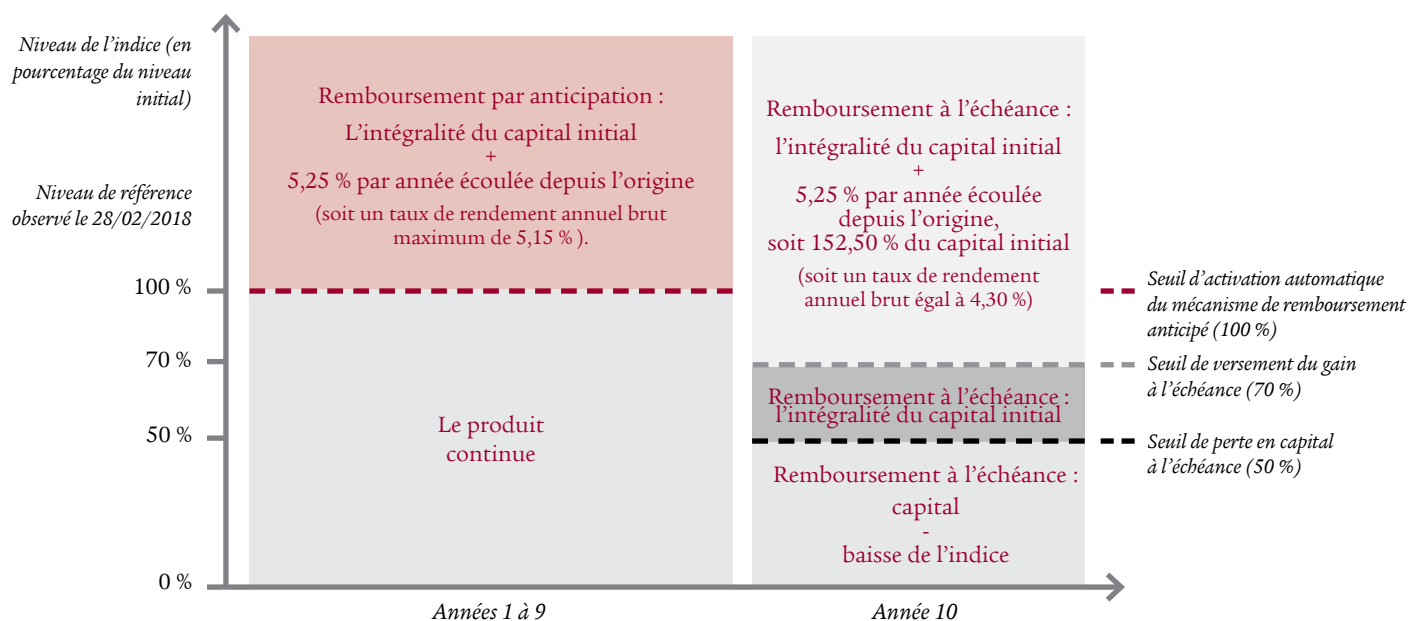 Niveau de l'indice (en
pourcentage du niveau
initial)
Niveau de référence
observé le 28/02/2018
100 %
70 %
50 %
0 %
Remboursement par anticipation :
L'intégralité du capital initial
+
5,25 % par année écoulée depuis l'origine
(soit un taux de rendement annuel brut
maximum de 5,15 % ).
Le produit
continue
Remboursement à l'échéance :
l'intégralité du capital initial
+
5,25 % par année écoulée
depuis l'origine,
soit 152,50 % du capital initial
(soit un taux de rendement
annuel brut égal à 4,30 %)
Remboursement à l'échéance :
l'intégralité du capital initial
Remboursement à l'échéance :
capital
-
baisse de l'indice
Seuil d'activation automatique
du mécanisme de remboursement
anticipé (100 %)
Seuil de versement du gain
à l'échéance (70 %)
Seuil de perte en capital
à l'échéance (50 %)
Années 1 à 9
Année 10